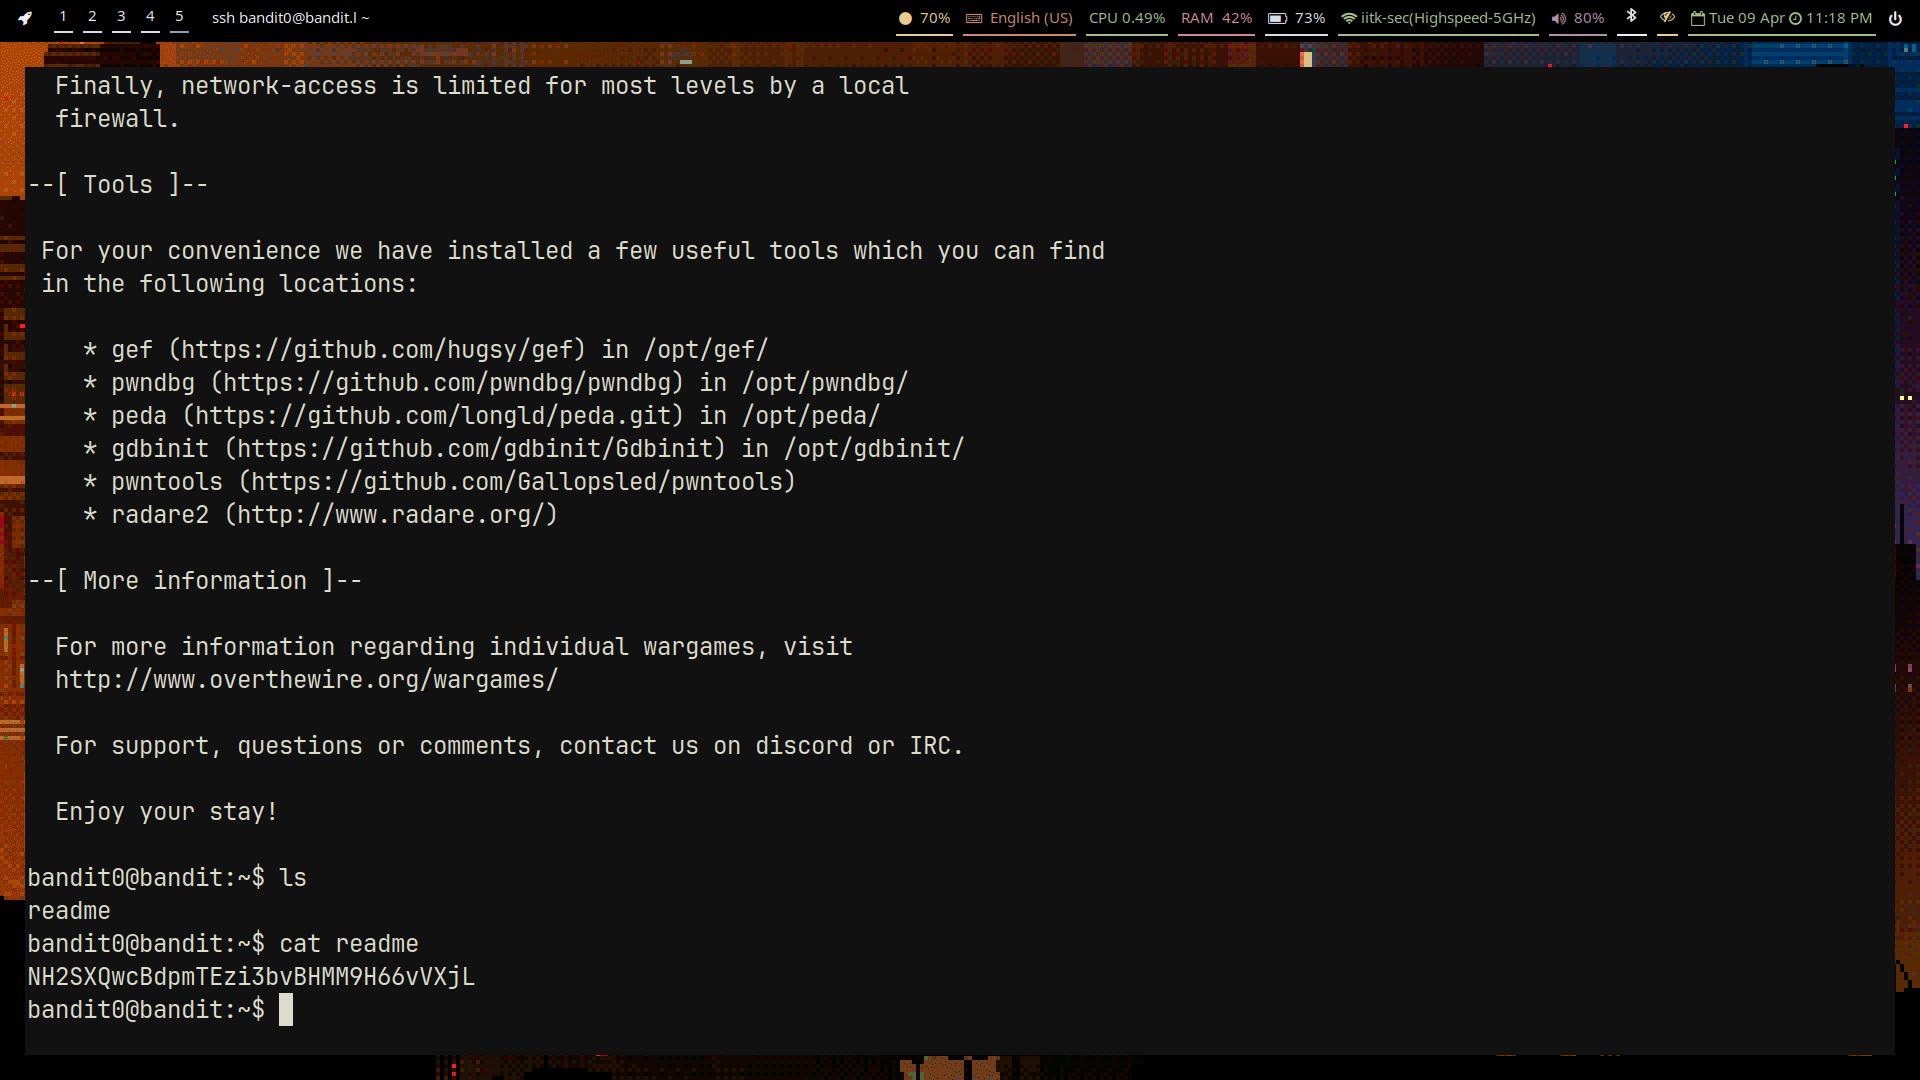 1 2 3 4 5 ssh bandit0@bandit.l ~ 70% English (US) CPU 0.49% RAM 42% 73% iitk-sec(Highspeed-5GHz) 80% Tue 09 Apr 11:18 PM
Finally, network-access is limited for most levels by a local
firewall.
--[ Tools ]--
For your convenience we have installed a few useful tools which you can find
in the following locations:
* gef (https://github.com/hugsy/gef) in /opt/gef/
* pwndbg (https://github.com/pwndbg/pwndbg) in /opt/pwndbg/
* peda (https://github.com/longld/peda.git) in /opt/peda/
* gdbinit (https://github.com/gdbinit/Gdbinit) in /opt/gdbinit/
* pwntools (https://github.com/Gallopsled/pwntools)
* radare2 (http://www.radare.org/)
--[ More information ]--
For more information regarding individual wargames, visit
http://www.overthewire.org/wargames/
For support, questions or comments, contact us on discord or IRC.
Enjoy your stay!
bandit0@bandit:~$ ls
readme
bandit0@bandit:~$ cat readme
NH2SXQwcBdpmTEzi3bvBHMM9H66vVXjL
bandit0@bandit:~$